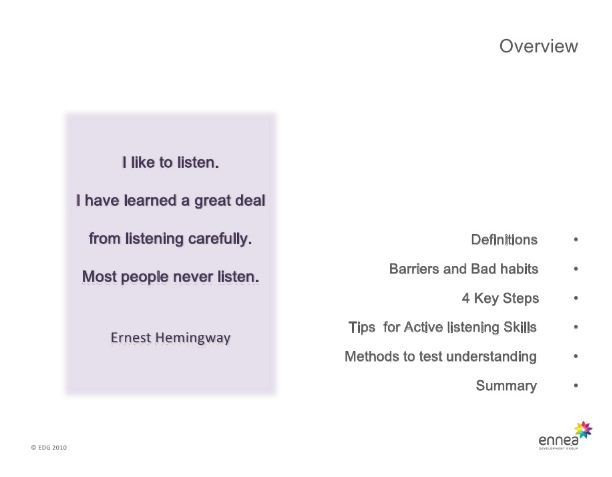 Overview
I like to listen.
I have learned a great deal
from listening carefully.
Most people never listen.
Ernest Hemingway
• Definitions
• Barriers and Bad habits
• 4 Key Steps
• Tips for Active listening Skills
• Methods to test understanding
• Summary
© EDG 2010
ennea
DEVELOPMENT GROUP